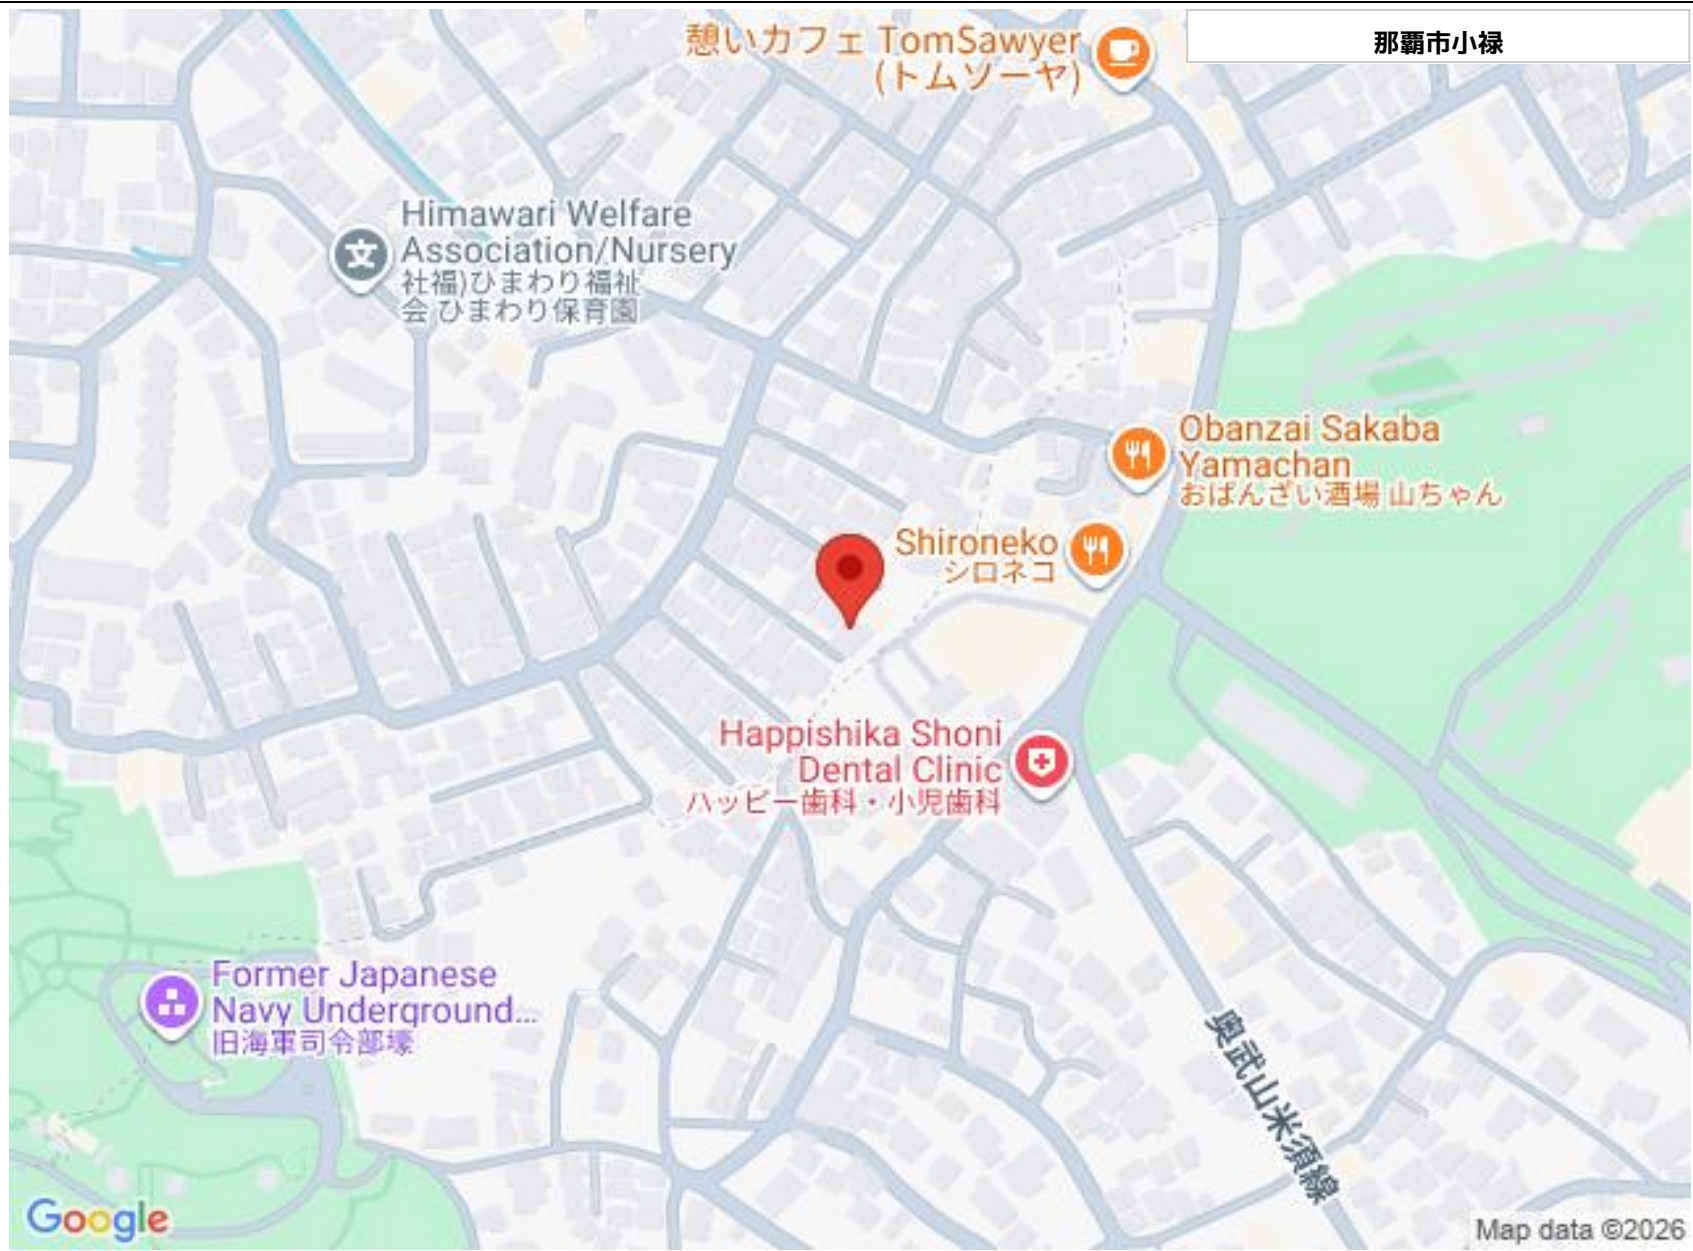 那覇市小禄
憩いカフェ TomSawyer
(トムソーヤ)
Himawari Welfare
Association/Nursery
社福)ひまわり福祉
会 ひまわり保育園
Obanzai Sakaba
Yamachan
おばんざい酒場 山ちゃん
Shironeko
シロネコ
Happishika Shoni
Dental Clinic
ハッピー歯科・小児歯科
Former Japanese
Navy Underground...
旧海軍司令部壕
奥武山米須線
Google
Map data ©2026